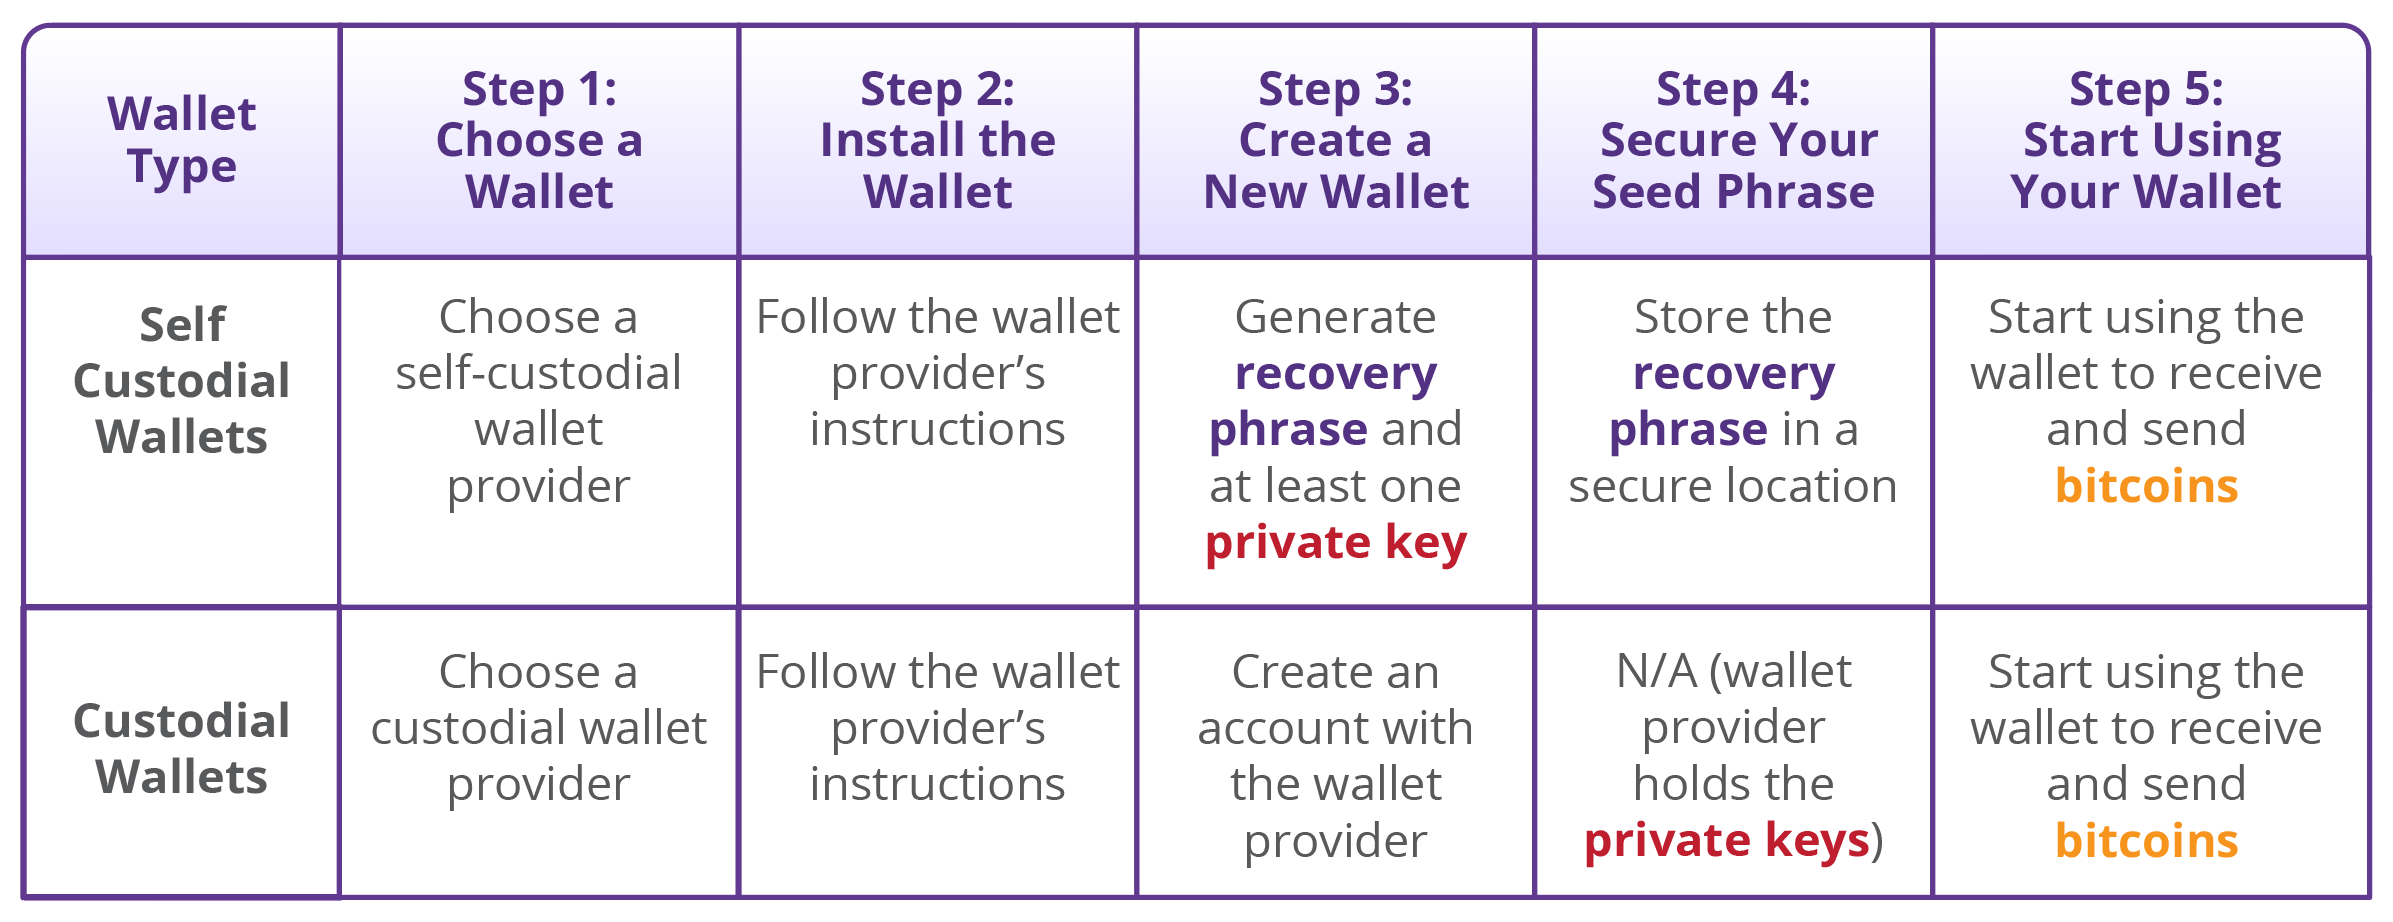 Wallet
Type
Step 1:
Choose a
Wallet
Step 2:
Install the
Wallet
Step 3:
Create a
New Wallet
Step 4:
Secure Your
Seed Phrase
Step 5:
Start Using
Your Wallet
Self
Custodial
Wallets
Choose a
self-custodial
wallet
provider
Follow the wallet
provider’s
instructions
Generate
recovery
phrase and
at least one
private key
Store the
recovery
phrase in a
secure location
Start using the
wallet to receive
and send
bitcoins
Custodial
Wallets
Choose a
custodial wallet
provider
Follow the wallet
provider’s
instructions
Create an
account with
the wallet
provider
N/A (wallet
provider
holds the
private keys)
Start using the
wallet to receive
and send
bitcoins